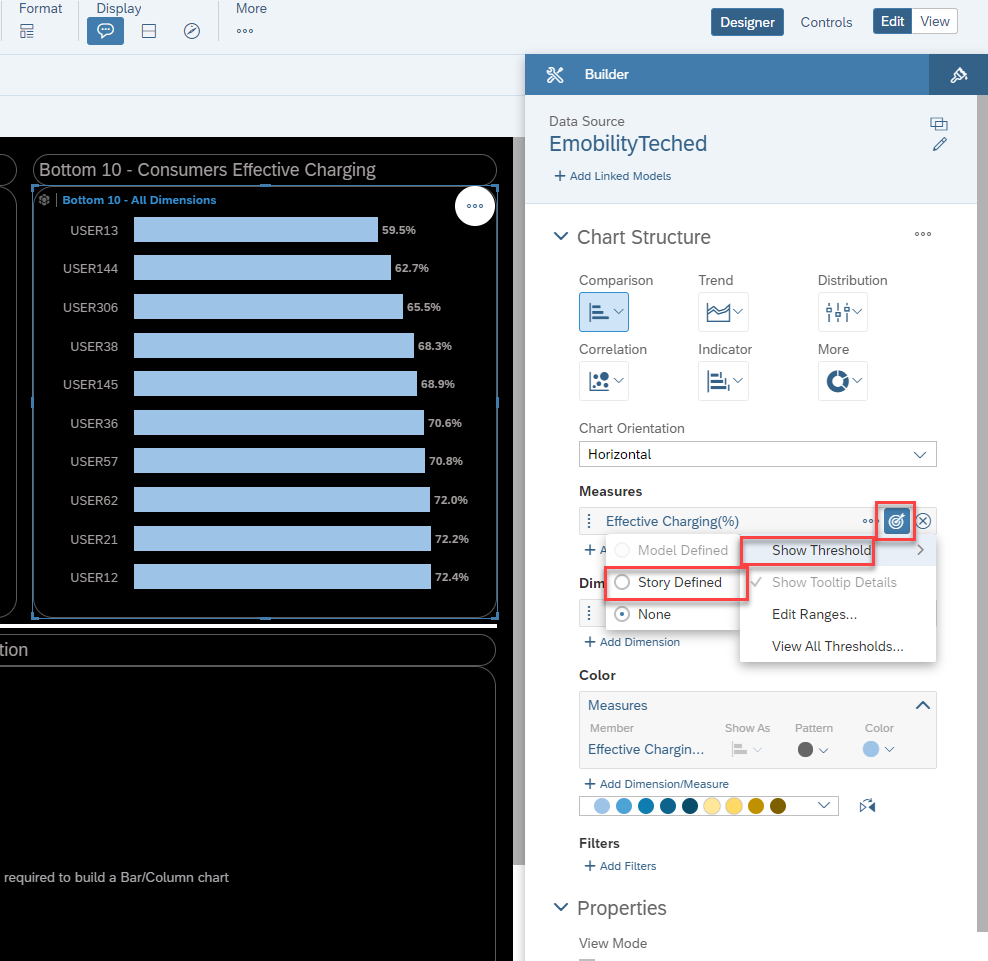 Format
Display
More
Designer
Controls
Edit
View
Builder
Data Source
EmobilityTeched
Add Linked Models
Bottom 10 - Consumers Effective Charging
Bottom 10 - All Dimensions
USER13 59.5%
USER144 62.7%
USER306 65.5%
USER38 68.3%
USER145 68.9%
USER36 70.6%
USER57 70.8%
USER62 72.0%
USER21 72.2%
USER12 72.4%
tion
required to build a Bar/Column chart
Chart Structure
Comparison
Trend
Distribution
Correlation
Indicator
More
Chart Orientation
Horizontal
Measures
Effective Charging(%)
Model Defined
Story Defined
None
Show Threshold
Show Tooltip Details
Edit Ranges...
View All Thresholds...
Dim
Add Dimension
Color
Measures
Member
Show As
Pattern
Color
Effective Chargin...
Add Dimension/Measure
Filters
Add Filters
Properties
View Mode